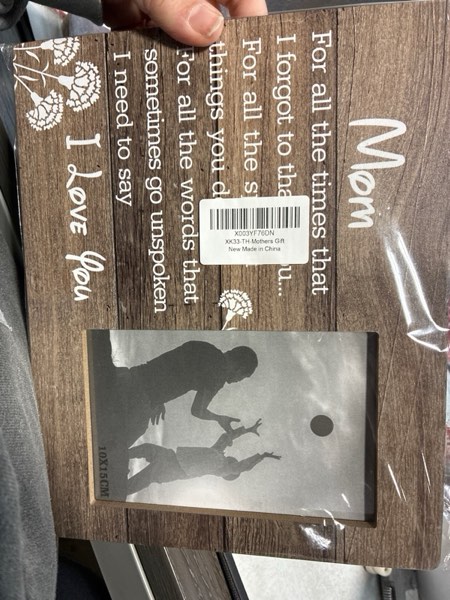 Mom
For all the times that
I forgot to tha u...
For all the s
things you d
For all the words that
sometimes go unspoken
I need to say
I Love You
X003YF76DN
XK33-TH-Mothers Gift
New Made in China
10X15CM